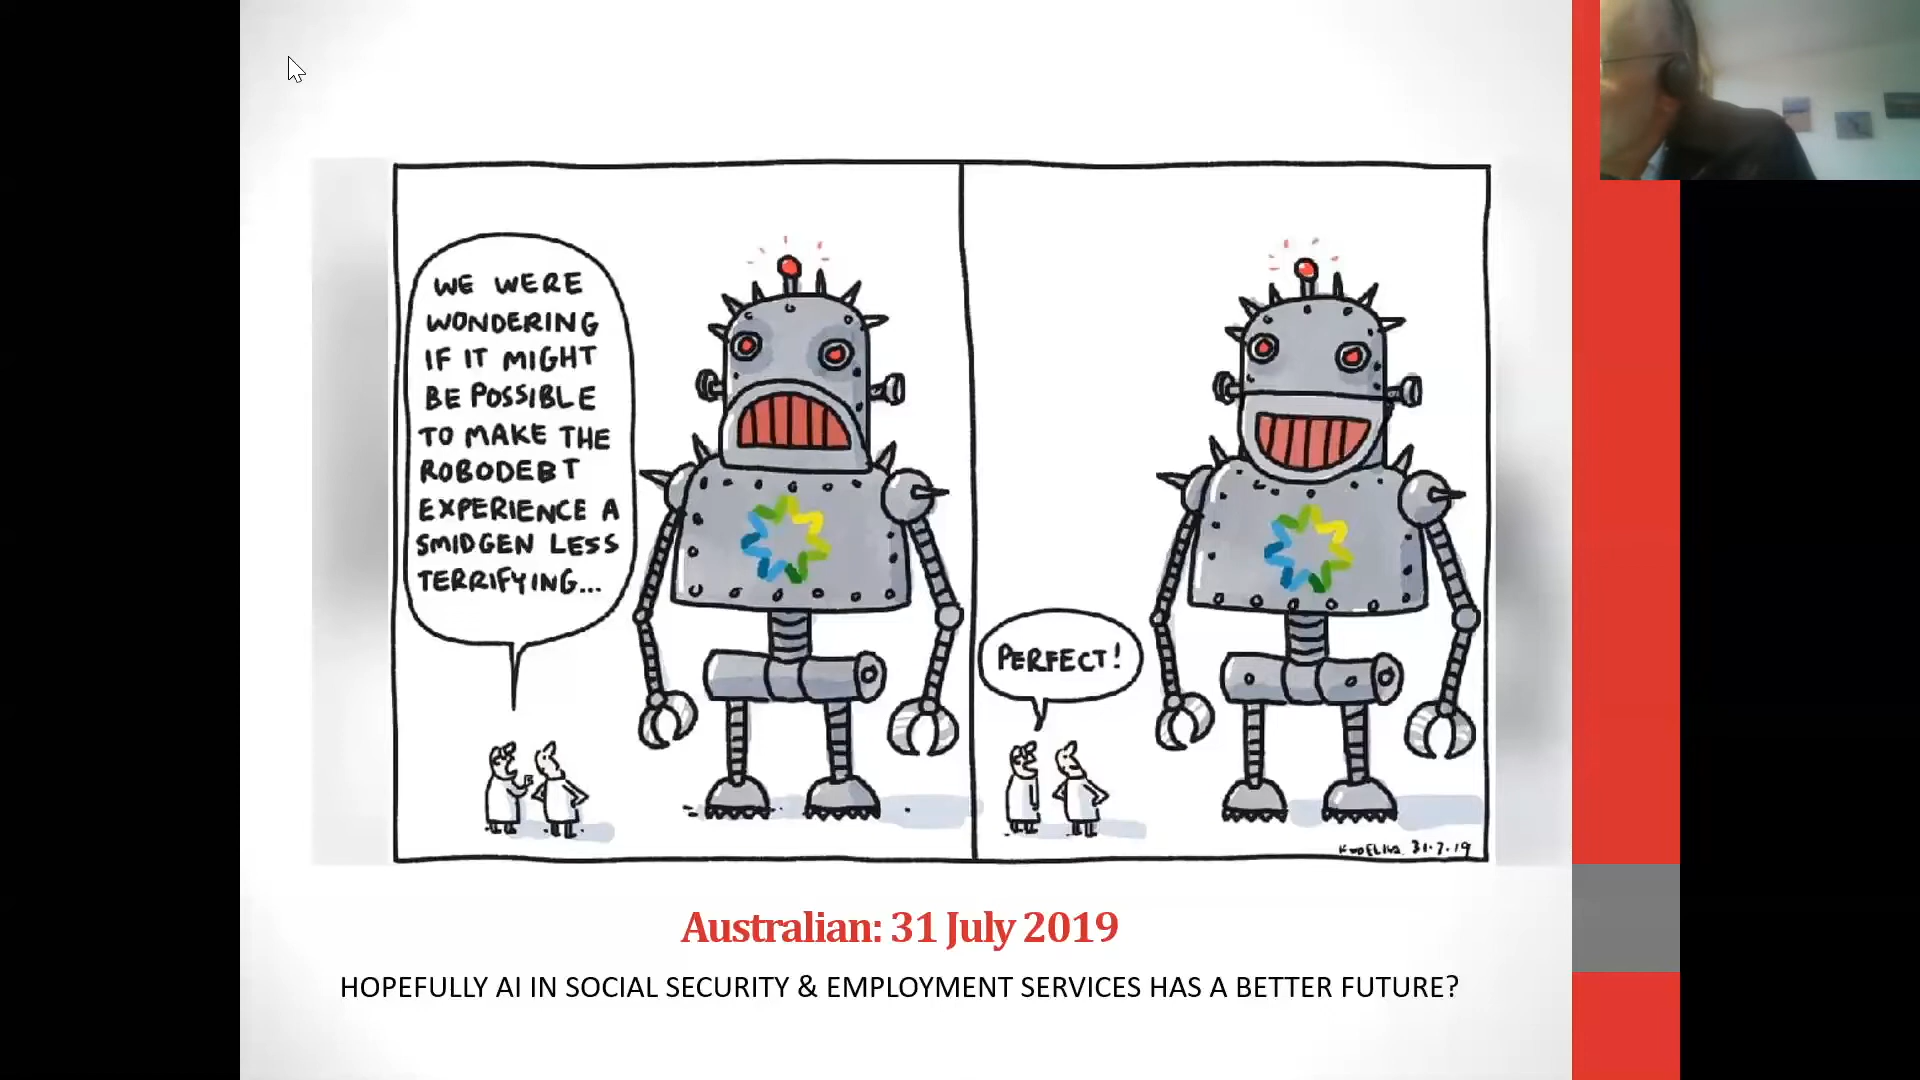 WE WERE
WONDERING
IF IT MIGHT
BE POSSIBLE
TO MAKE THE
ROBODEBT
EXPERIENCE A
SMIDGEN LESS
TERRIFYING...
PERFECT!
KUDELKA 31.7.19
Australian: 31 July 2019
HOPEFULLY AI IN SOCIAL SECURITY & EMPLOYMENT SERVICES HAS A BETTER FUTURE?